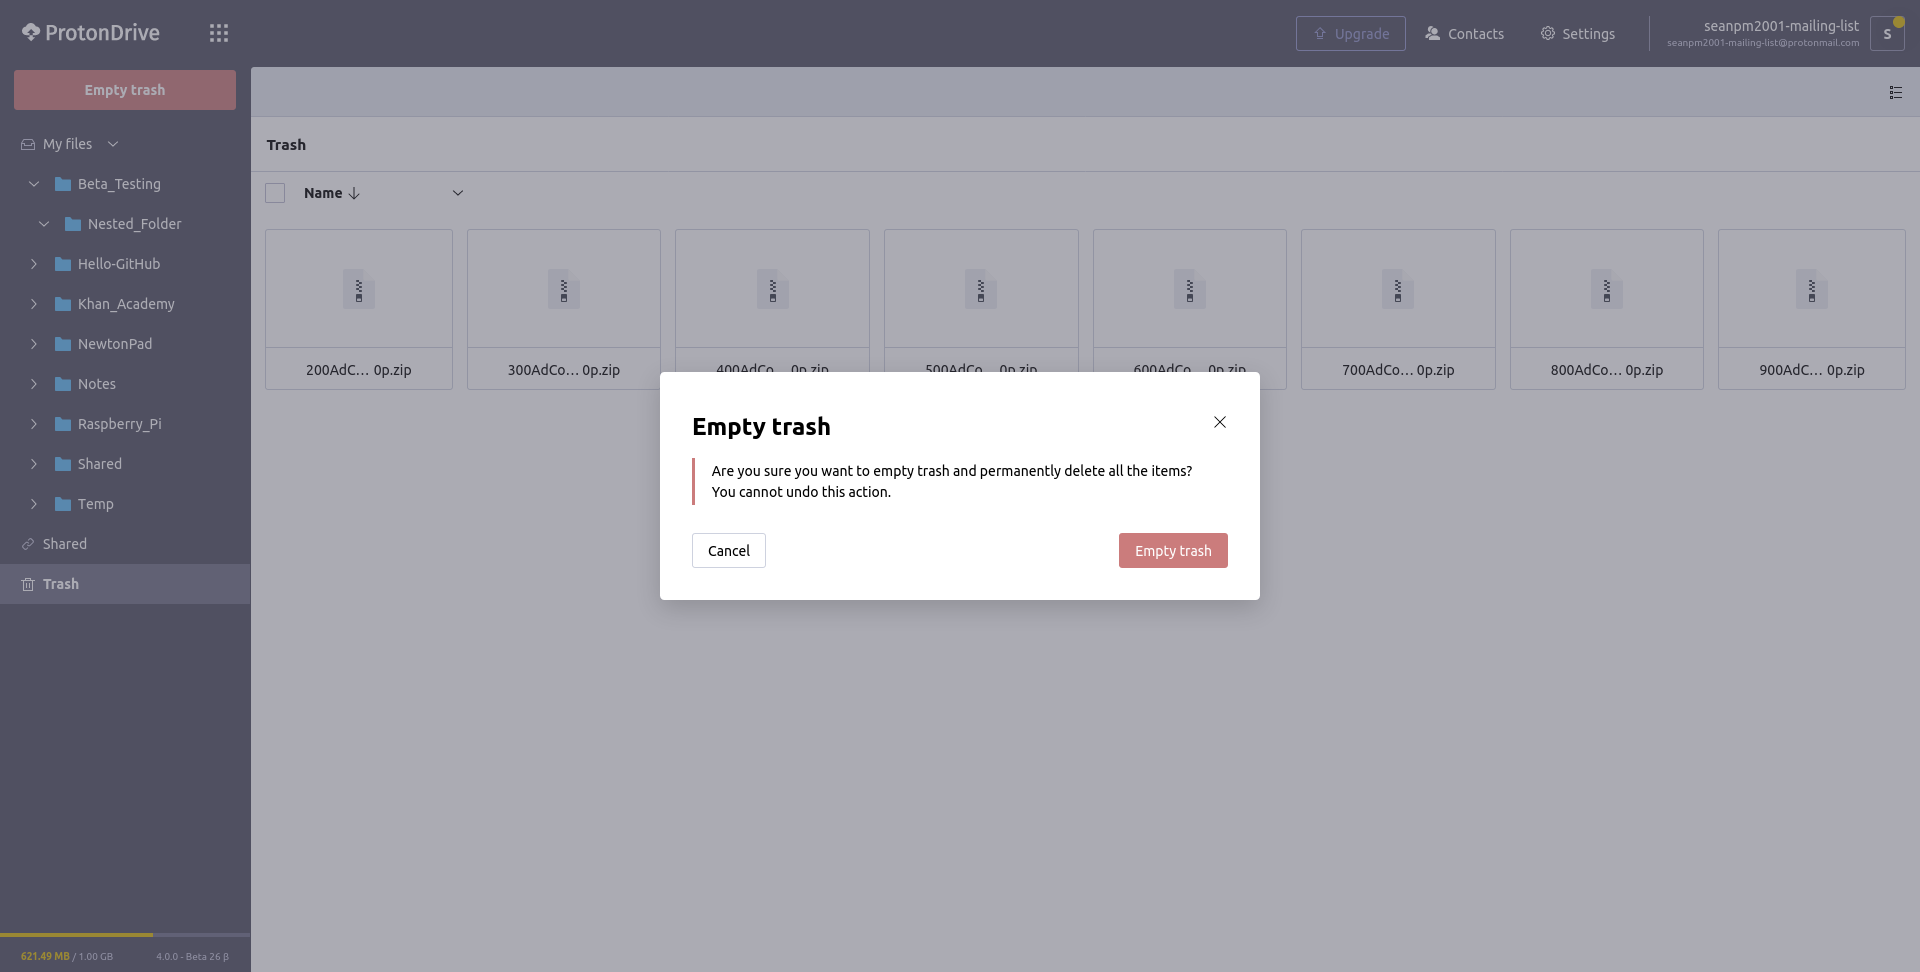 ProtonDrive
Upgrade
Contacts
Settings
seanpm2001-mailing-list
seanpm2001-mailing-list@protonmail.com
S
Empty trash
My files
Beta_Testing
Nested_Folder
Hello-GitHub
Khan_Academy
NewtonPad
Notes
Raspberry_Pi
Shared
Temp
Shared
Trash
621.49 MB / 1.00 GB
4.0.0 - Beta 26 β
Trash
Name
200AdC... 0p.zip
300AdCo... 0p.zip
400AdCo... 0p.zip
500AdCo... 0p.zip
600AdCo... 0p.zip
700AdCo... 0p.zip
800AdCo... 0p.zip
900AdC... 0p.zip
Empty trash
Are you sure you want to empty trash and permanently delete all the items?
You cannot undo this action.
Cancel
Empty trash